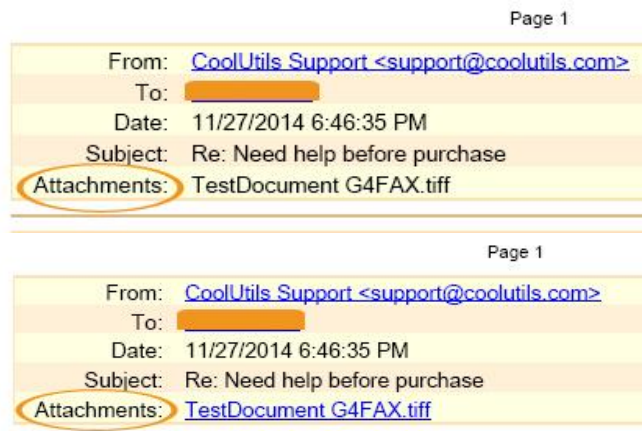 Page 1
From: CoolUtils Support <support@coolutils.com>
To:
Date: 11/27/2014 6:46:35 PM
Subject: Re: Need help before purchase
Attachments: TestDocument G4FAX.tiff
Page 1
From: CoolUtils Support <support@coolutils.com>
To:
Date: 11/27/2014 6:46:35 PM
Subject: Re: Need help before purchase
Attachments: TestDocument G4FAX.tiff